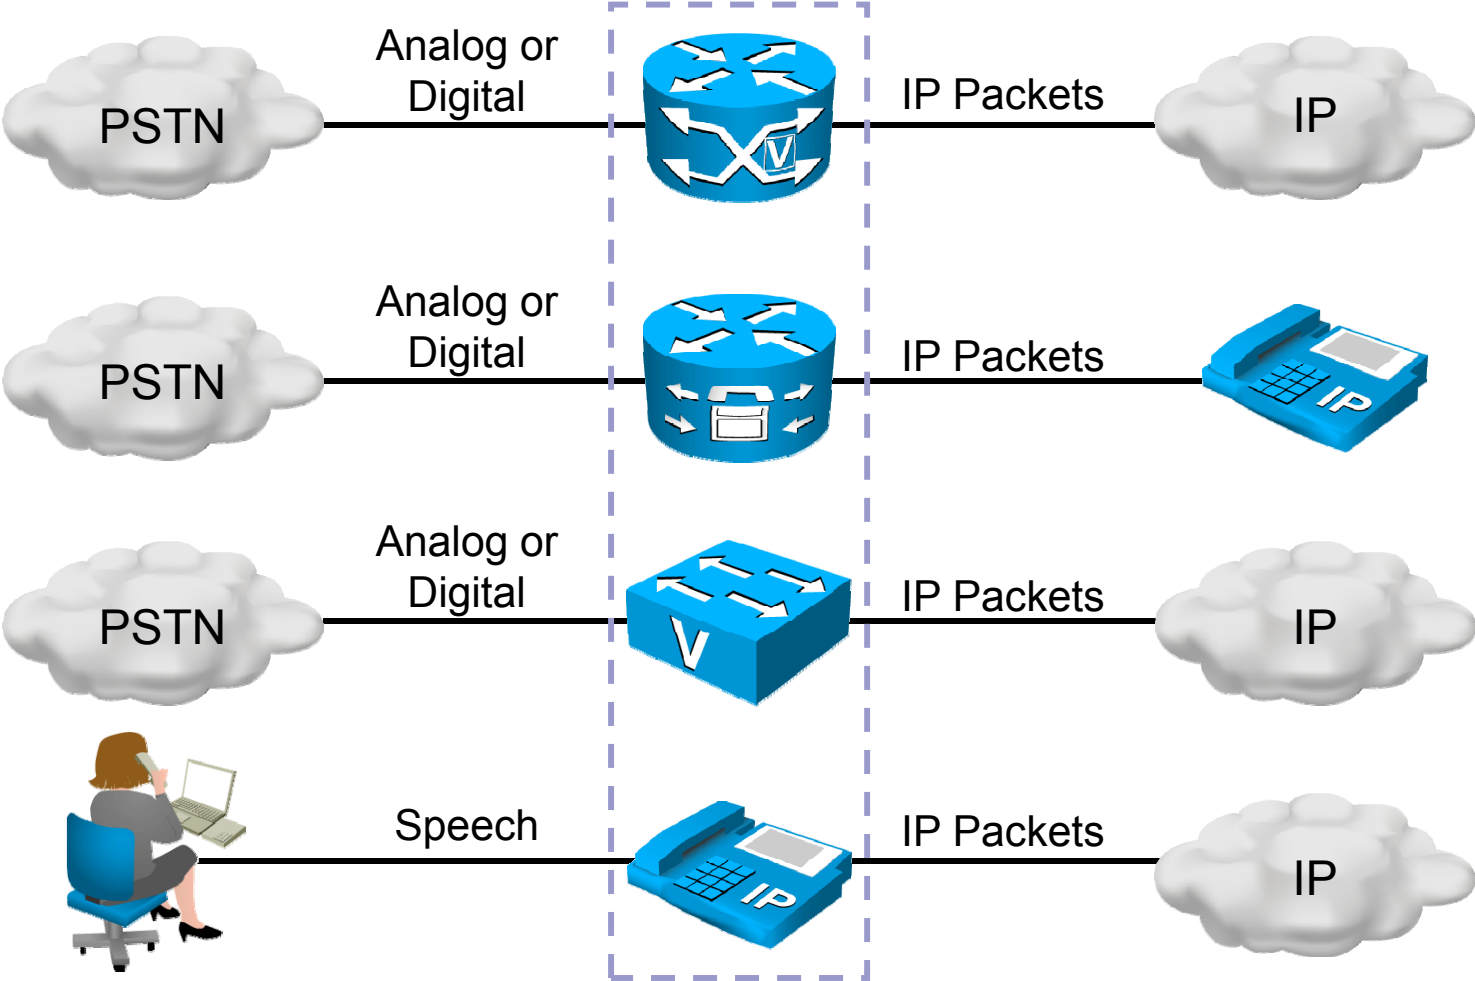 Analog or
Digital
PSTN
V
IP Packets
IP
Analog or
Digital
PSTN
IP Packets
IP
Analog or
Digital
PSTN
V
IP Packets
IP
Speech
IP
IP Packets
IP